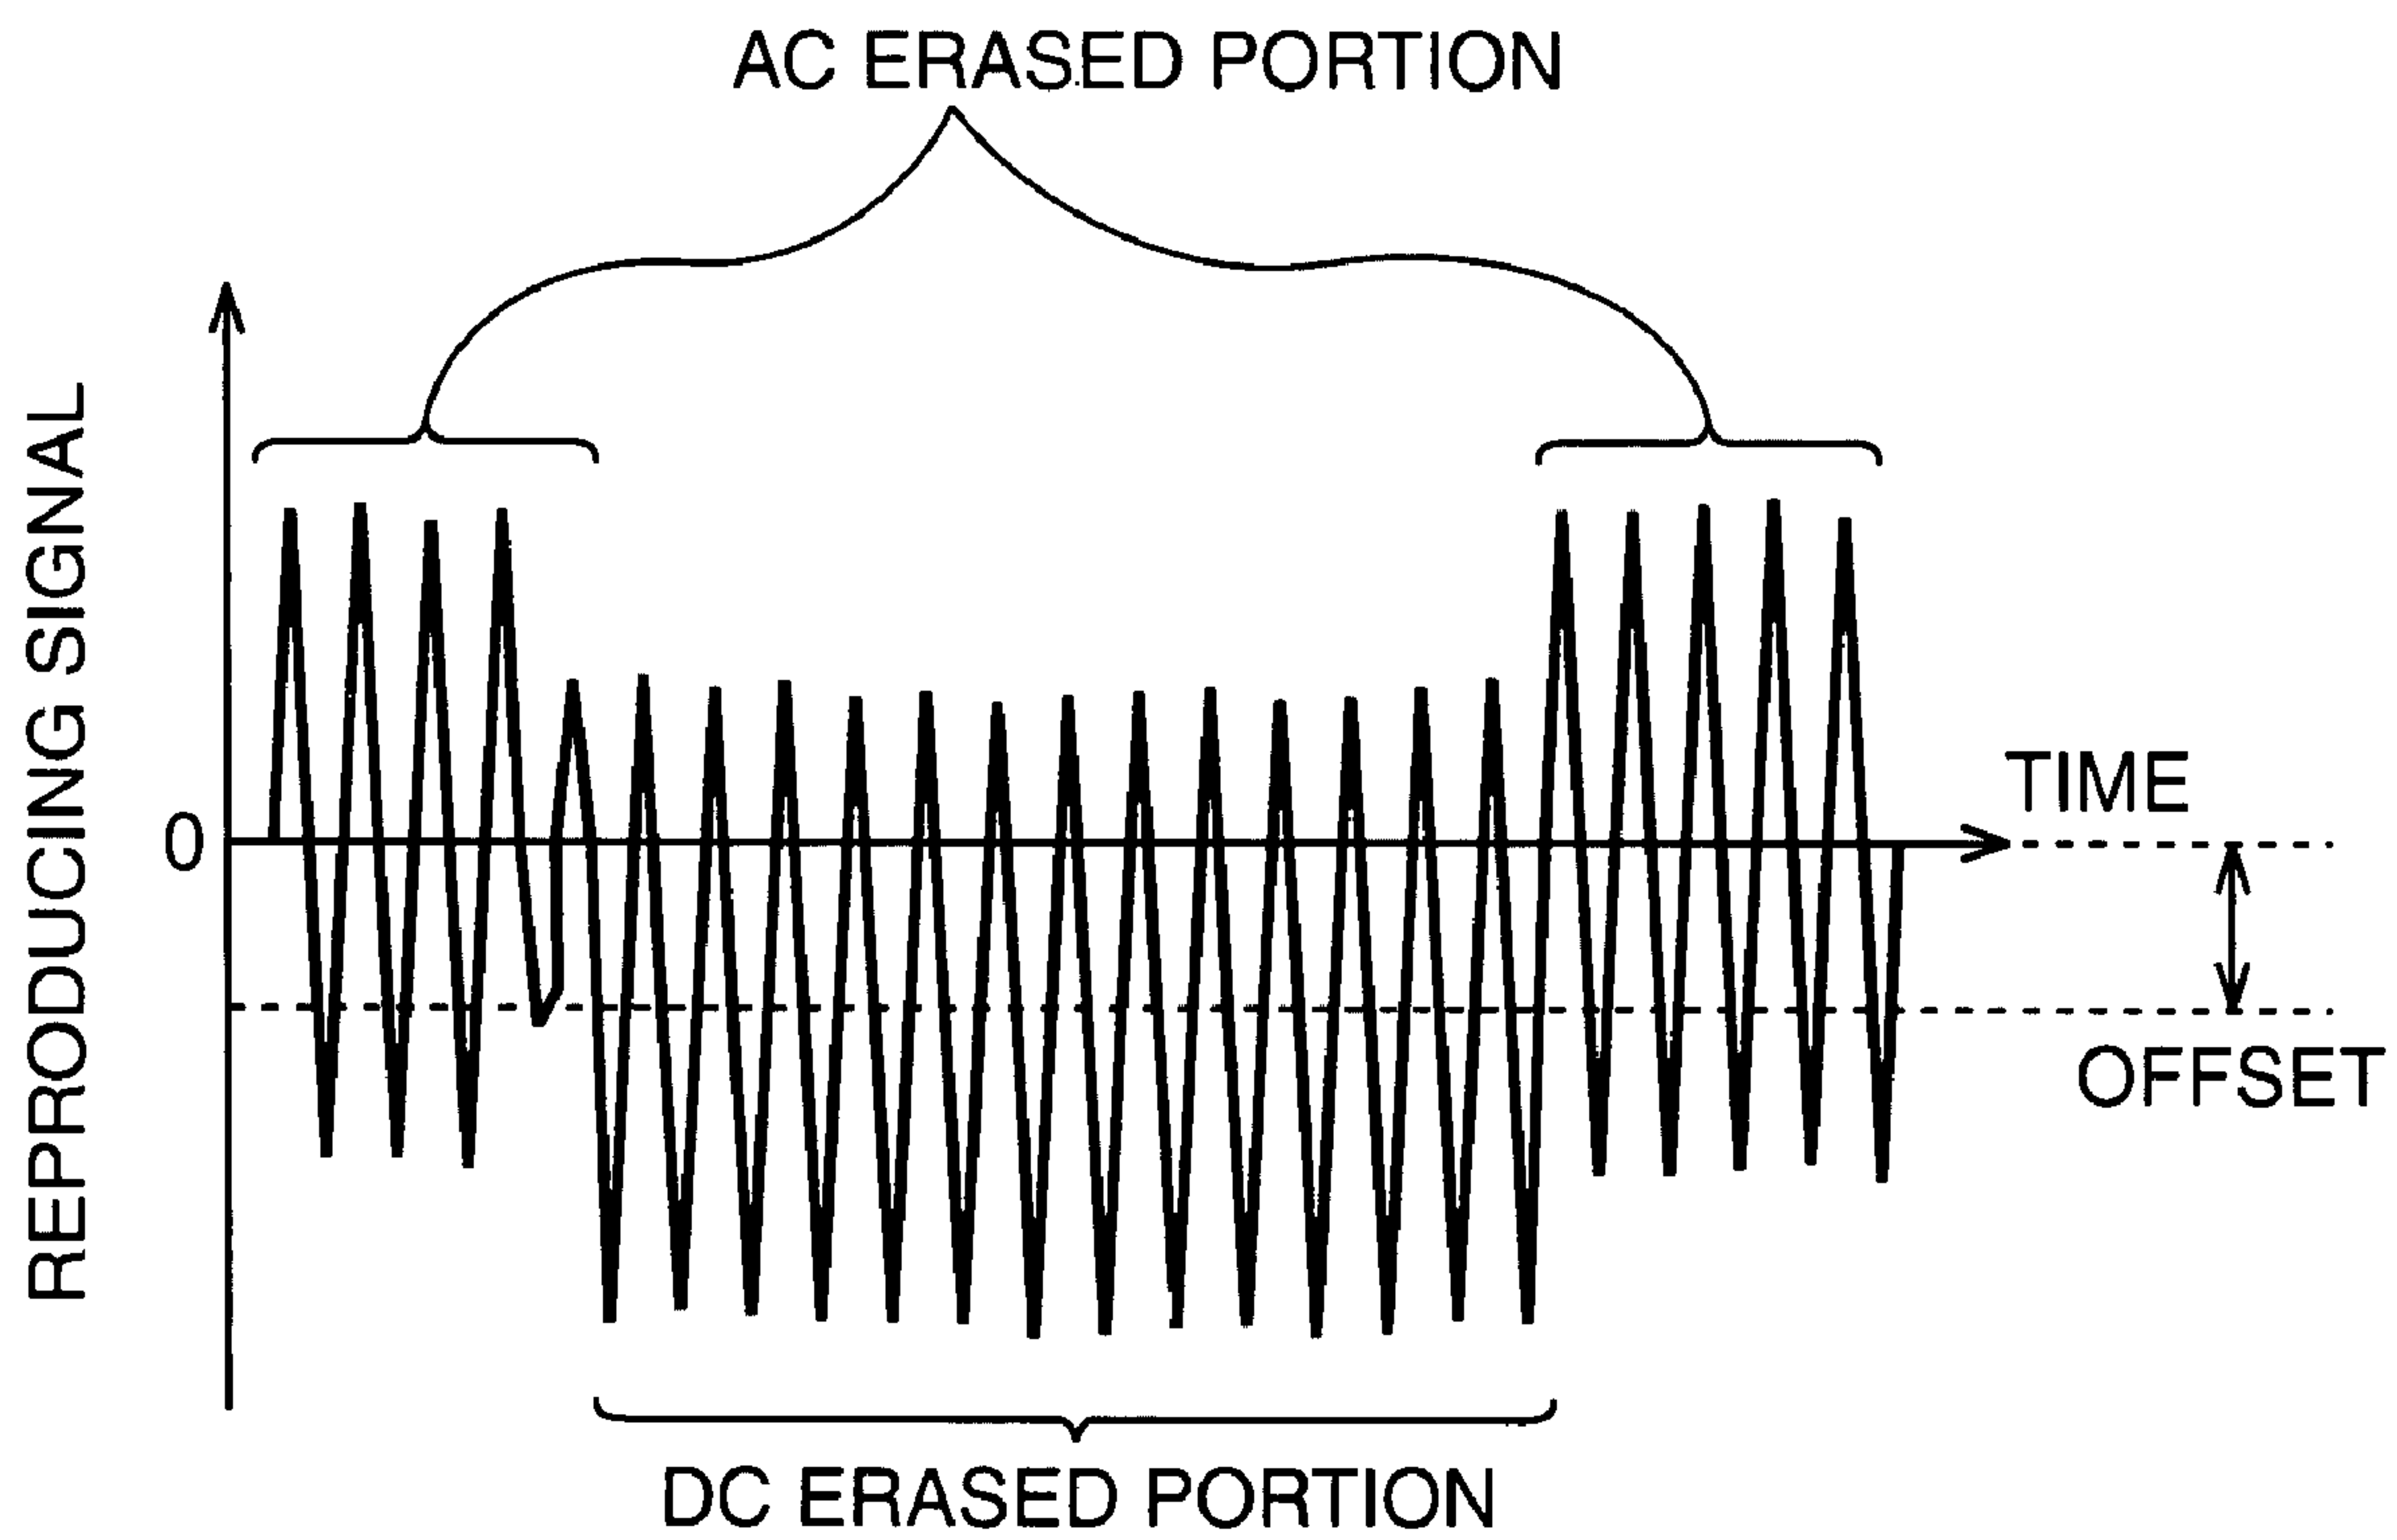 AC ERASED PORTION
REPRODUCING SIGNAL
0
TIME
OFFSET
DC ERASED PORTION